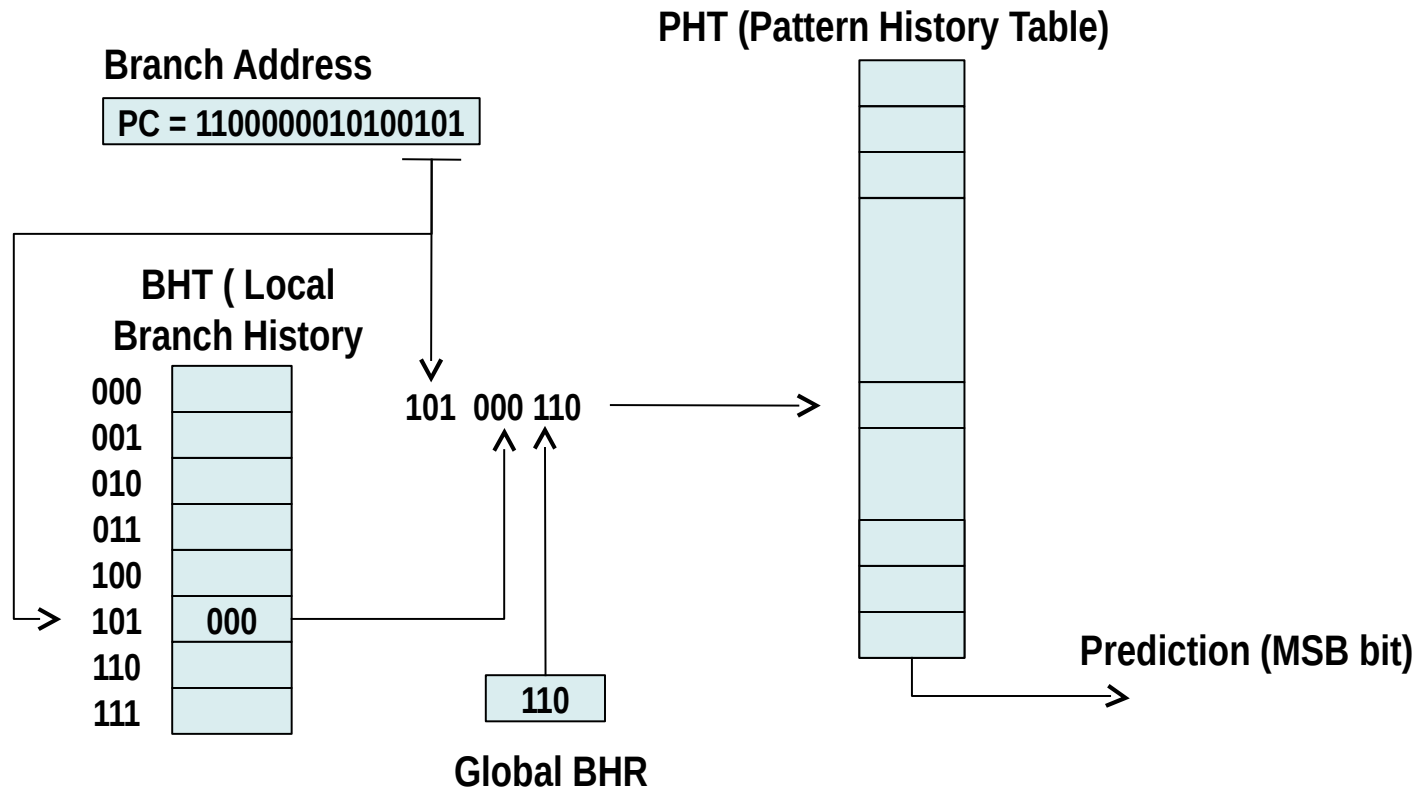 PHT (Pattern History Table)
Branch Address
PC = 1100000010100101
BHT ( Local
Branch History
000
001
010
011
100
101
000
110
111
101 000 110
110
Global BHR
Prediction (MSB bit)